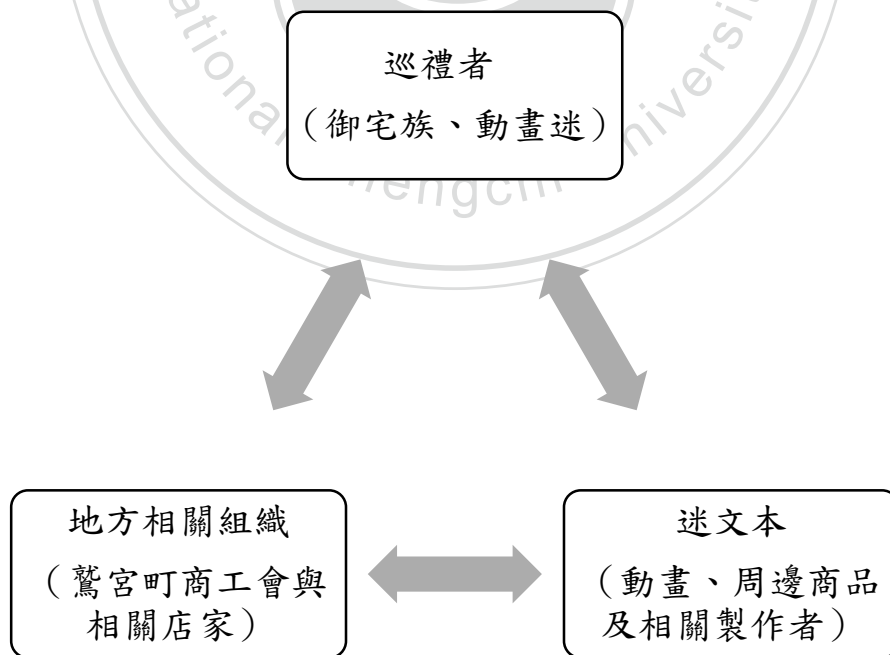 巡禮者
（御宅族、動畫迷）
地方相關組織
（鷲宮町商工會與
相關店家）
迷文本
（動畫、周邊商品
及相關製作者）